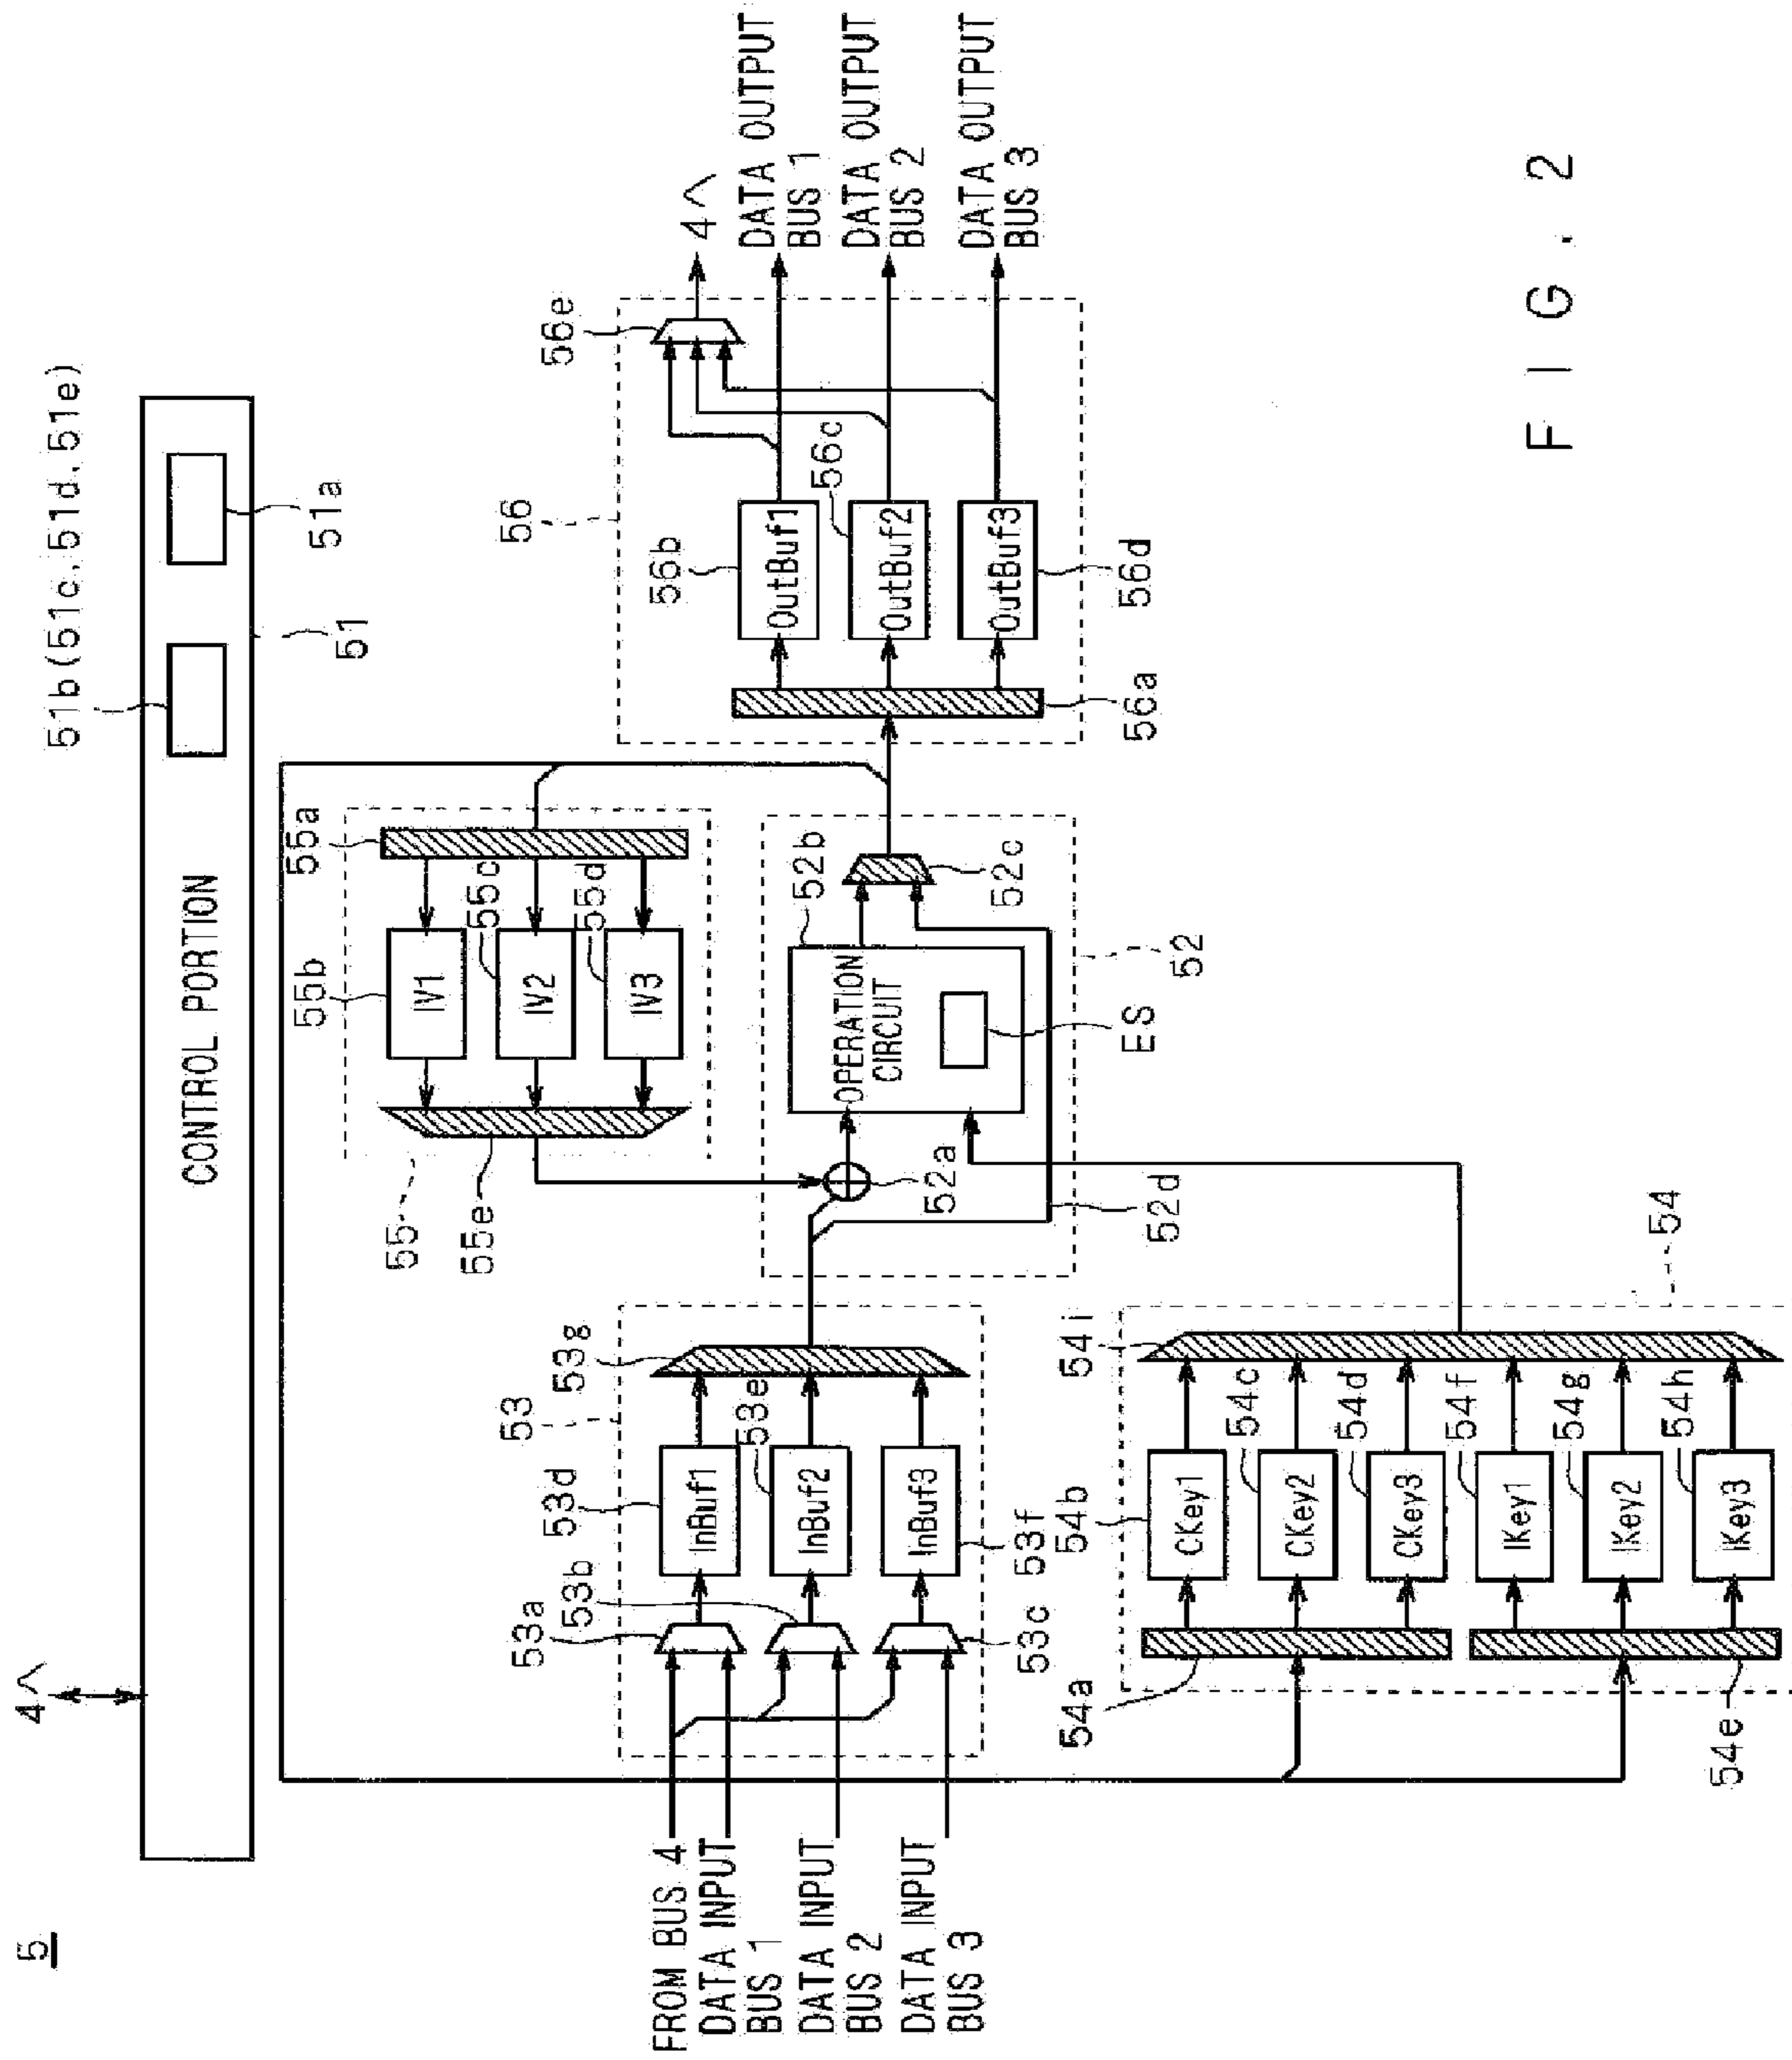 5
4へ
CONTROL PORTION
51b(51c,51d,51e)
51
51a
FROM BUS 4
DATA INPUT
BUS 1
DATA INPUT
BUS 2
DATA INPUT
BUS 3
53
53a
53b
53c
53d
53e
53f
53g
InBuf1
InBuf2
InBuf3
54
54a
54b
54c
54d
54e
54f
54g
54h
54i
CKey1
CKey2
CKey3
IKey1
IKey2
IKey3
55
55a
55b
55c
55d
55e
IV1
IV2
IV3
52
52a
52b
52c
52d
OPERATION
CIRCUIT
ES
56
56a
56b
56c
56d
56e
OutBuf1
OutBuf2
OutBuf3
4へ
DATA OUTPUT
BUS 1
DATA OUTPUT
BUS 2
DATA OUTPUT
BUS 3
FIG. 2